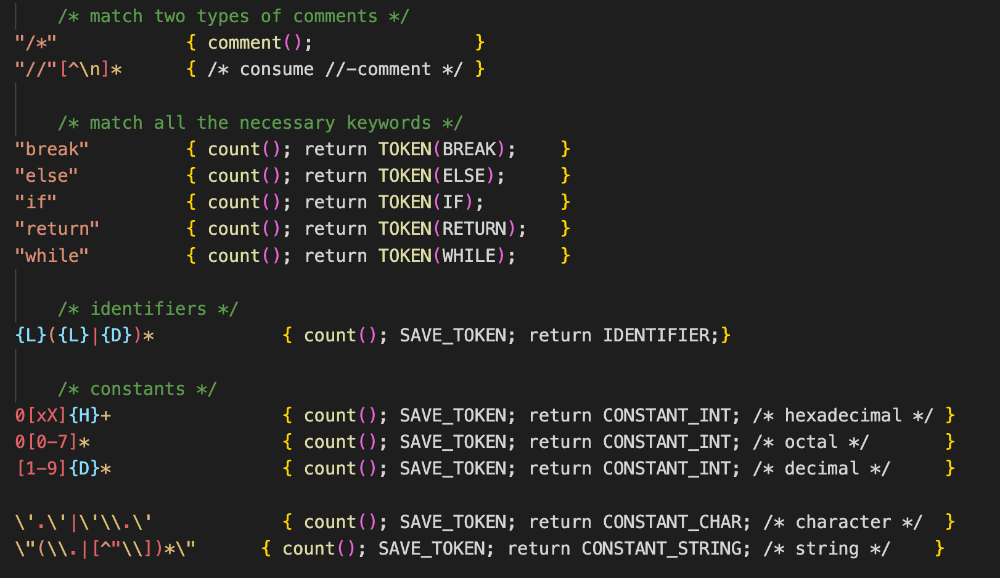 /* match two types of comments */
"/*" { comment(); }
"//"[^\n]* { /* consume //-comment */ }
/* match all the necessary keywords */
"break" { count(); return TOKEN(BREAK); }
"else" { count(); return TOKEN(ELSE); }
"if" { count(); return TOKEN(IF); }
"return" { count(); return TOKEN(RETURN); }
"while" { count(); return TOKEN(WHILE); }
/* identifiers */
{L}({L}|{D})* { count(); SAVE_TOKEN; return IDENTIFIER;}
/* constants */
0[xX]{H}+ { count(); SAVE_TOKEN; return CONSTANT_INT; /* hexadecimal */ }
0[0-7]* { count(); SAVE_TOKEN; return CONSTANT_INT; /* octal */ }
[1-9]{D}* { count(); SAVE_TOKEN; return CONSTANT_INT; /* decimal */ }
\'.\'|\'\\.\' { count(); SAVE_TOKEN; return CONSTANT_CHAR; /* character */ }
\"(\\.|[^"\\])*\" { count(); SAVE_TOKEN; return CONSTANT_STRING; /* string */ }